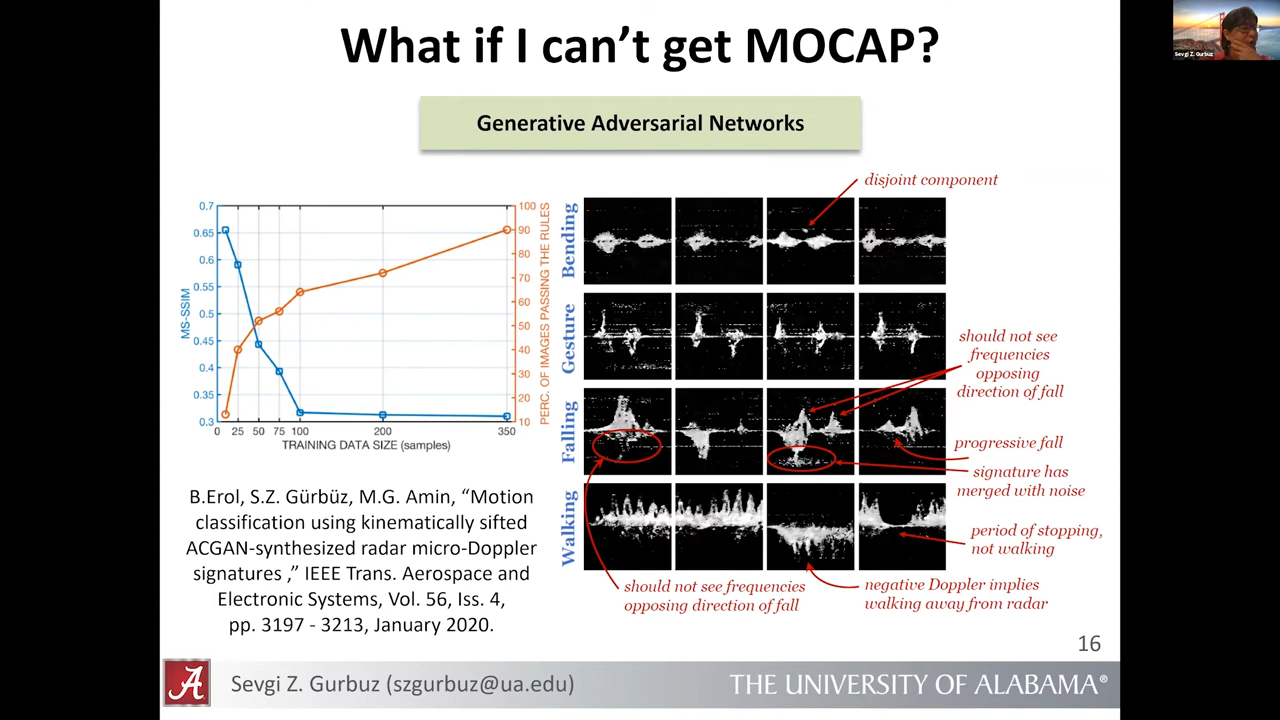 What if I can't get MOCAP?
Sevgi Z. Gurbuz
Generative Adversarial Networks
disjoint component
0.7
0.65
0.6
0.55
0.5
0.45
0.4
0.35
0.3
MS-SSIM
100
90
80
70
60
50
40
30
20
10
PERC. OF IMAGES PASSING THE RULES
0 25 50 75 100 200 350
TRAINING DATA SIZE (samples)
Bending
Gesture
Falling
Walking
should not see
frequencies
opposing
direction of fall
progressive fall
signature has
merged with noise
period of stopping,
not walking
should not see frequencies
opposing direction of fall
negative Doppler implies
walking away from radar
B.Erol, S.Z. Gürbüz, M.G. Amin, “Motion
classification using kinematically sifted
ACGAN-synthesized radar micro-Doppler
signatures ,” IEEE Trans. Aerospace and
Electronic Systems, Vol. 56, Iss. 4,
pp. 3197 - 3213, January 2020.
16
A
Sevgi Z. Gurbuz (szgurbuz@ua.edu)
THE UNIVERSITY OF ALABAMA®